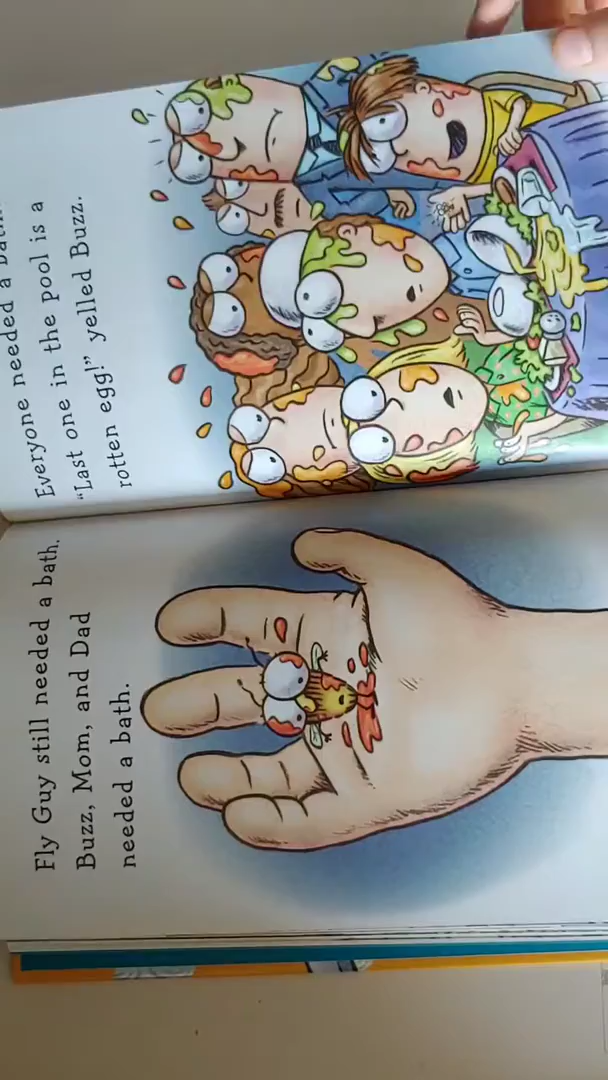 Fly Guy still needed a bath.
Buzz, Mom, and Dad
needed a bath.
Everyone needed a bath.
"Last one in the pool is a
rotten egg!" yelled Buzz.